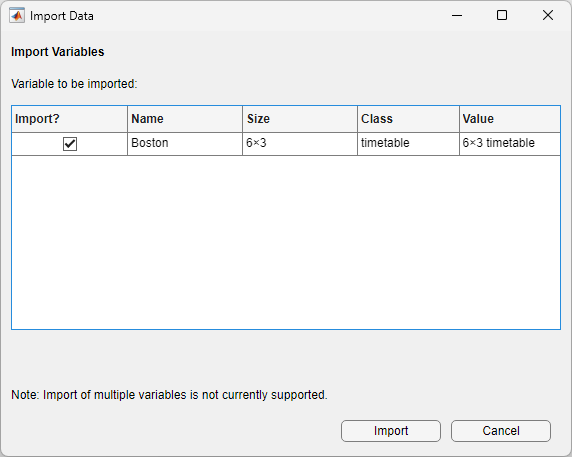 Import Data
Import Variables
Variable to be imported:
Import? Name Size Class Value
Boston 6×3 timetable 6×3 timetable
Note: Import of multiple variables is not currently supported.
Import Cancel